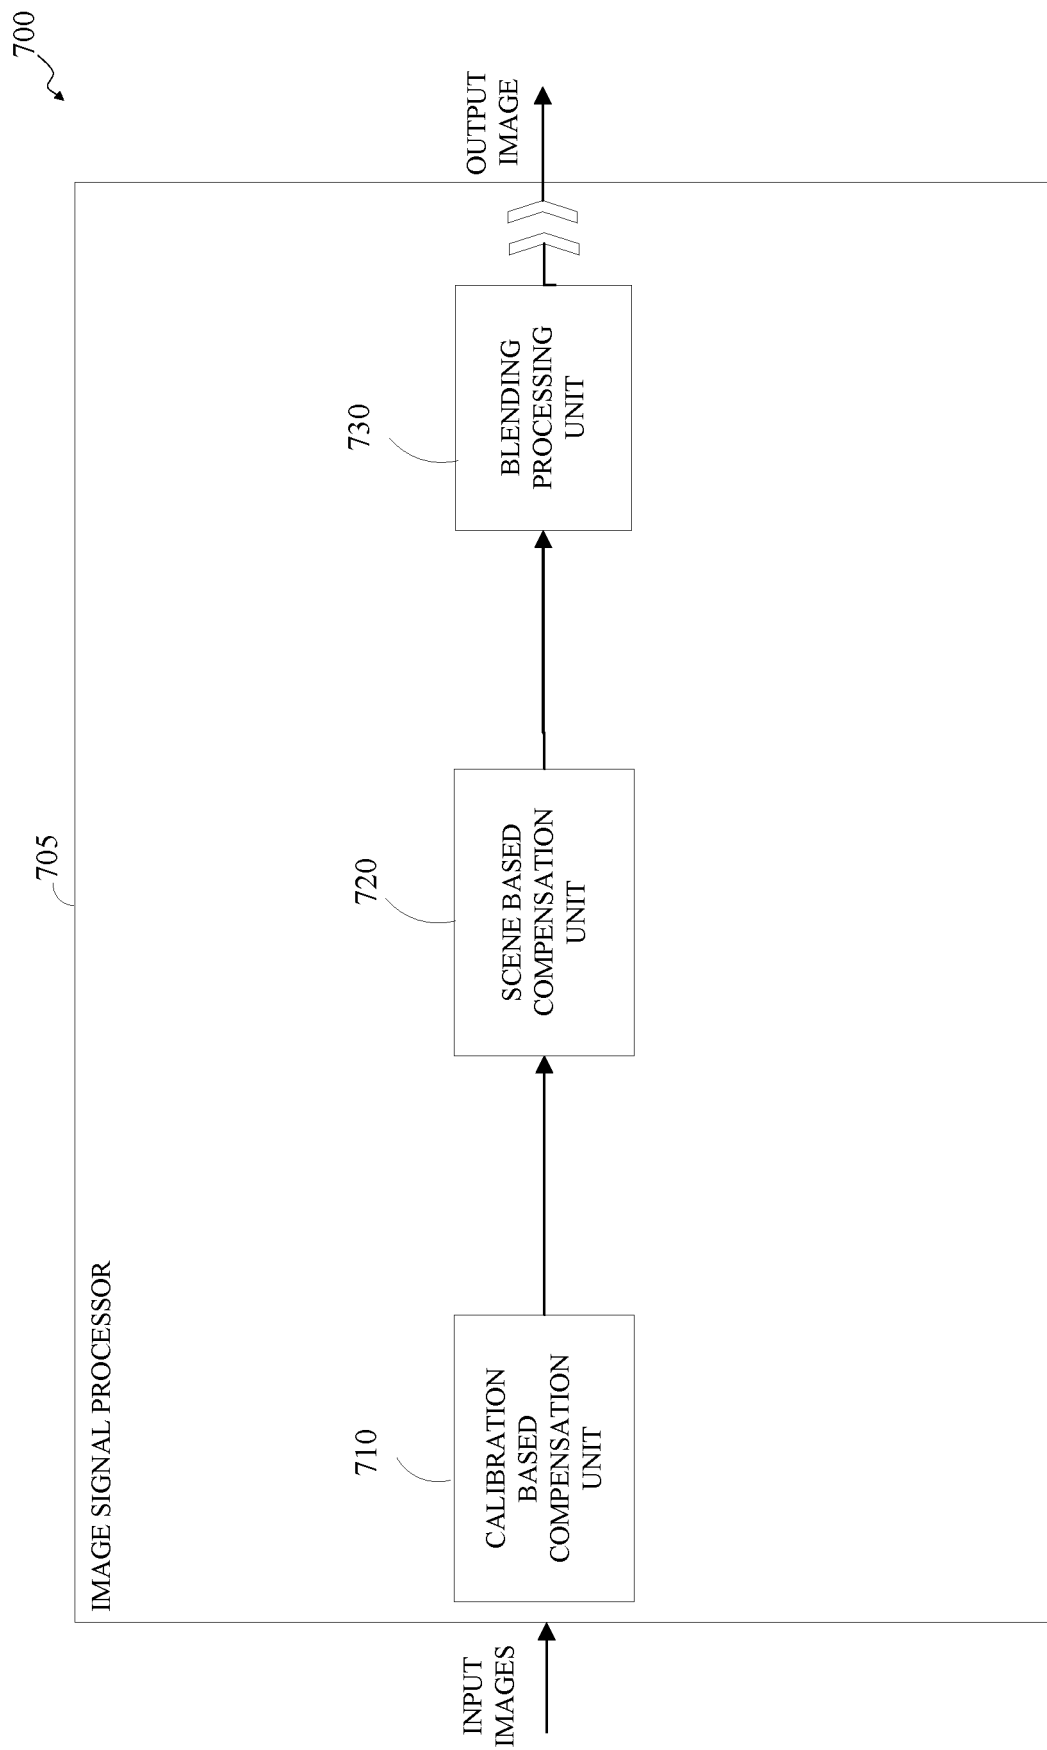 700
705
IMAGE SIGNAL PROCESSOR
INPUT
IMAGES
710
CALIBRATION
BASED
COMPENSATION
UNIT
720
SCENE BASED
COMPENSATION
UNIT
730
BLENDING
PROCESSING
UNIT
OUTPUT
IMAGE